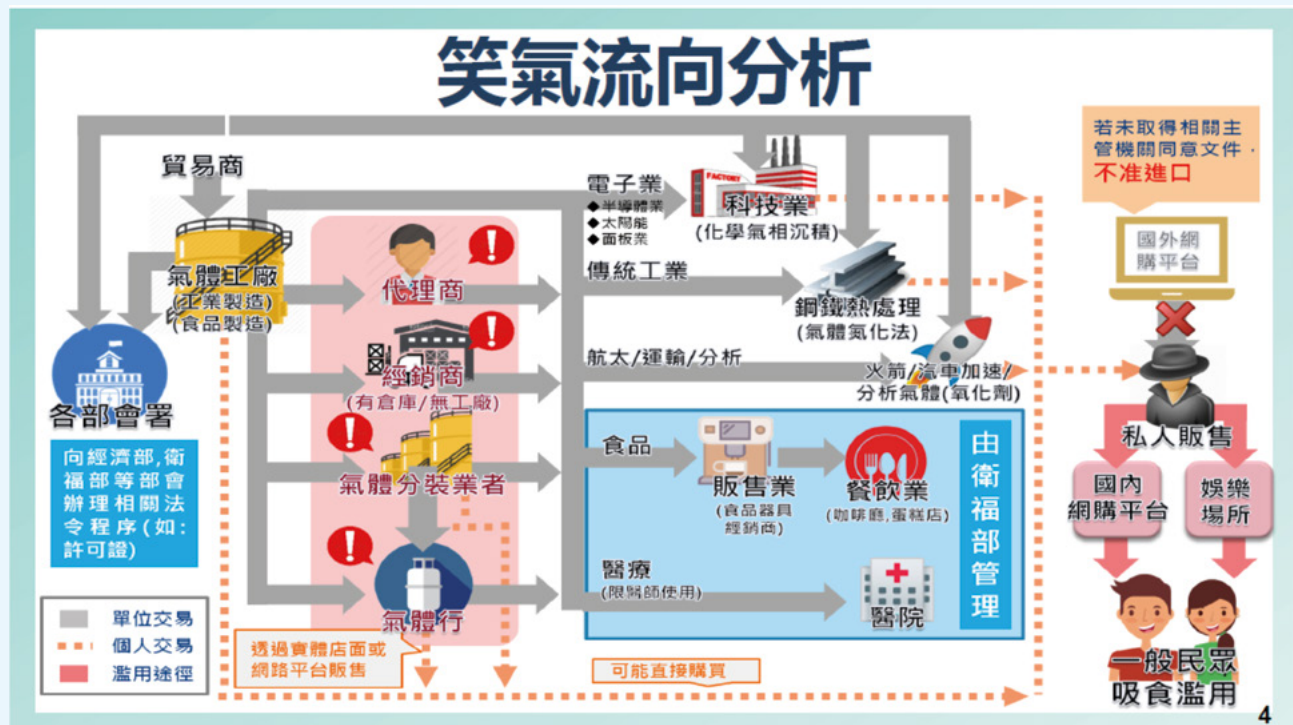 笑氣流向分析
貿易商
氣體工廠
(工業製造)
(食品製造)
各部會署
向經濟部,衛
福部等部會
辦理相關法
令程序(如:
許可證)
單位交易
個人交易
濫用途徑
代理商
經銷商
(有倉庫/無工廠)
氣體分裝業者
氣體行
透過實體店面或
網路平台販售
可能直接購買
電子業
◆半導體業
◆太陽能
◆面板業
FACTORY
科技業
(化學氣相沉積)
傳統工業
鋼鐵熱處理
(氣體氮化法)
航太/運輸/分析
火箭/汽車加速/
分析氣體(氧化劑)
食品
販售業
(食品器具
經銷商)
餐飲業
(咖啡廳,蛋糕店)
醫療
(限醫師使用)
醫院
由衛福部管理
若未取得相關主
管機關同意文件,
不准進口
國外網
購平台
私人販售
國內
網購平台
娛樂
場所
一般民眾
吸食濫用
4